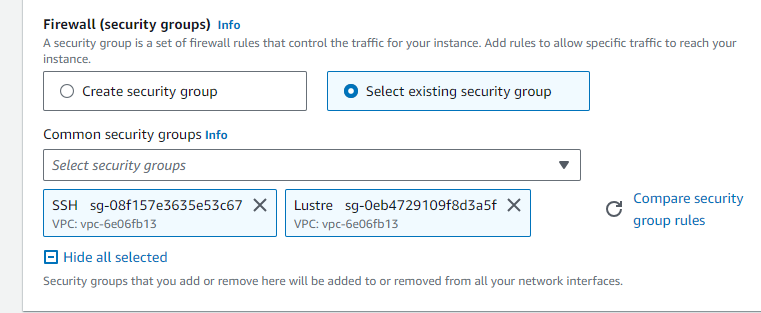 Firewall (security groups) Info
A security group is a set of firewall rules that control the traffic for your instance. Add rules to allow specific traffic to reach your
instance.
Create security group
Select existing security group
Common security groups Info
Select security groups
SSH sg-08f157e3635e53c67
VPC: vpc-6e06fb13
Lustre sg-0eb4729109f8d3a5f
VPC: vpc-6e06fb13
Compare security
group rules
Hide all selected
Security groups that you add or remove here will be added to or removed from all your network interfaces.